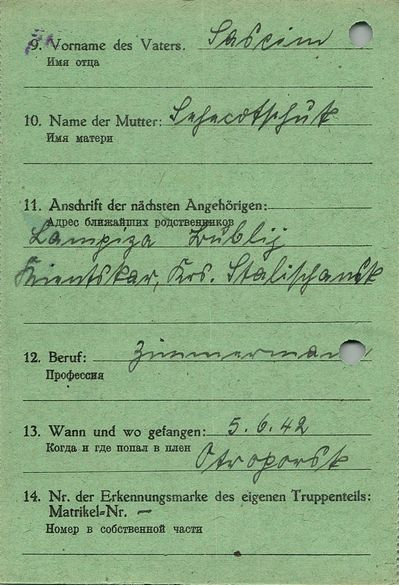 9. Vorname des Vaters.
Имя отца
10. Name der Mutter:
Имя матери
11. Anschrift der nächsten Angehörigen:
Адрес ближайших родственников
Lampiza
Krs.
12. Beruf: Zimmermann
Профессия
13. Wann und wo gefangen: 5.6.42
Когда и где попал в плен
14. Nr. der Erkennungsmarke des eigenen Truppenteils:
Matrikel-Nr. –
Номер в собственной части